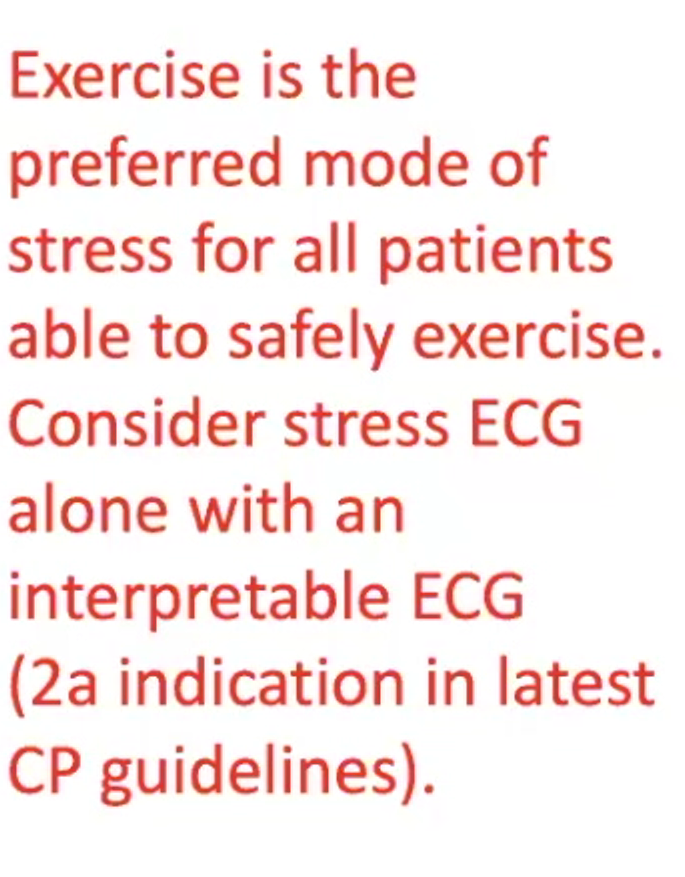 Exercise is the
preferred mode of
stress for all patients
able to safely exercise.
Consider stress ECG
alone with an
interpretable ECG
(2a indication in latest
CP guidelines).